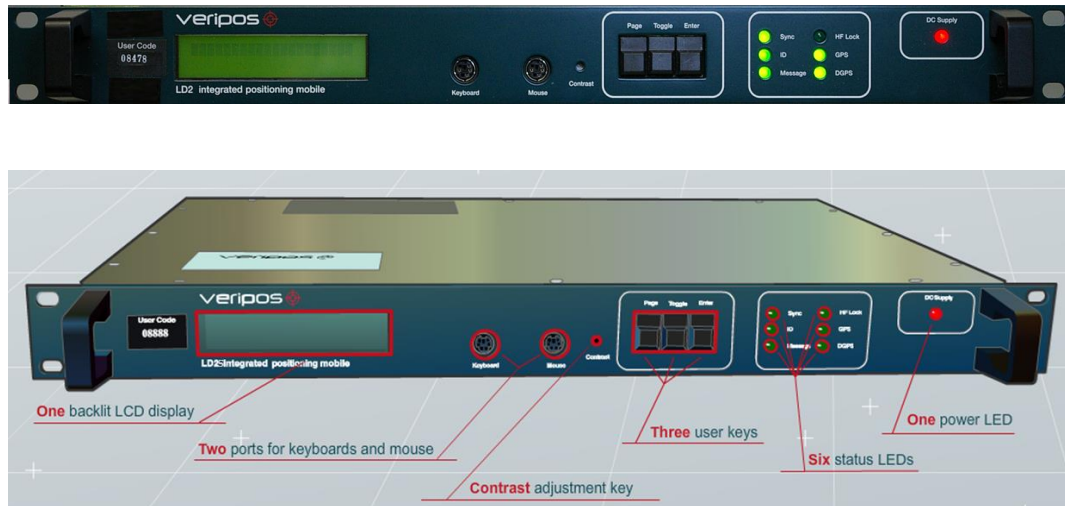 veripos
User Code
08478
LD2 integrated positioning mobile
Keyboard
Mouse
Contrast
Page Toggle Enter
Sync HF Lock
ID GPS
Message DGPS
DC Supply
veripos
veripos
User Code
08888
LD2-Sintegrated positioning mobile
Keyboard
Mouse
Contrast
Page Toggle Enter
Sync HF Lock
ID GPS
Message DGPS
DC Supply
One backlit LCD display
Two ports for keyboards and mouse
Contrast adjustment key
Three user keys
Six status LEDs
One power LED